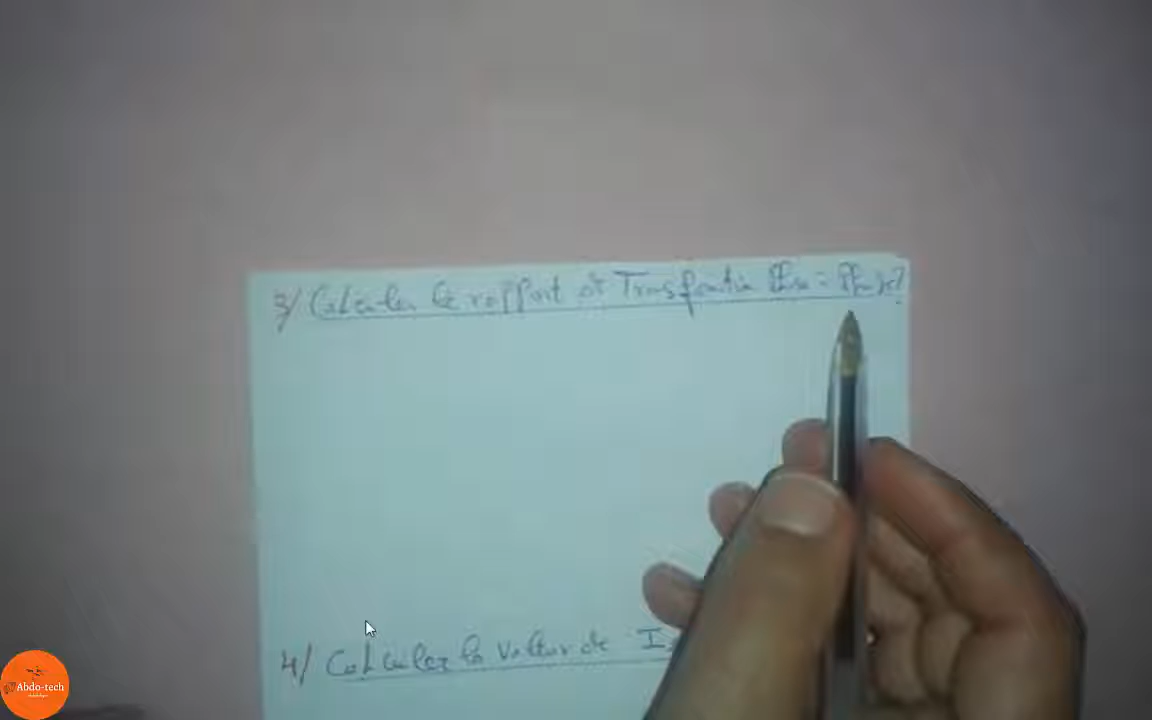 3/ Calculer le rapport de Transformation
4/ Calculer la valeur de I
Abdo-tech